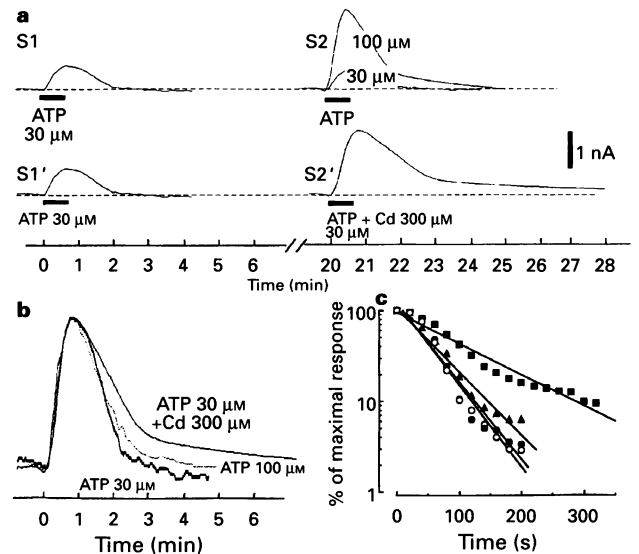 a
S1
S2
100 μM
30 μM
ATP
30 μM
ATP
1 nA
S1'
S2'
ATP 30 μM
ATP + Cd 300 μM
30 μM
0 1 2 3 4 5 6 20 21 22 23 24 25 26 27 28
Time (min)
b
ATP 30 μM
+Cd 300 μM
ATP 100 μM
ATP 30 μM
0 1 2 3 4 5 6
Time (min)
c
% of maximal response
100
10
1
0 100 200 300
Time (s)